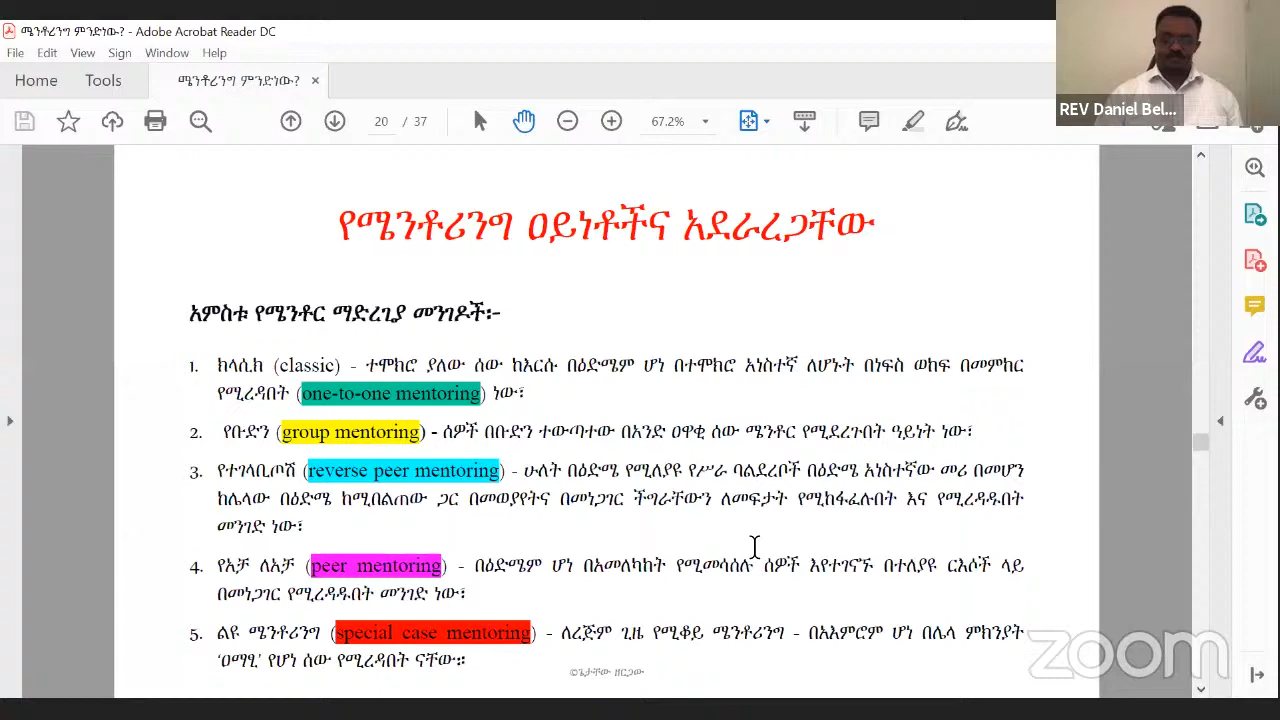 ሜንቶሪንግ ምንድነው? - Adobe Acrobat Reader DC
File Edit View Sign Window Help
Home Tools ሜንቶሪንግ ምንድነው? ×
20 / 37 67.2%
REV Daniel Bel...
የሜንቶሪንግ ዐይነቶችና አደራረጋቸው
አምስቱ የሜንቶር ማድረጊያ መንገዶች፡-
1. ክላሲክ (classic) - ተሞክሮ ያለው ሰው ከእርሱ በዕድሜም ሆነ በተሞክሮ አነስተኛ ለሆኑት በነፍስ ወከፍ በመምከር
የሚረዳበት (one-to-one mentoring) ነው፣
2. የቡድን (group mentoring) - ሰዎች በቡድን ተውጣተው በአንድ ዐዋቂ ሰው ሜንቶር የሚደረጉበት ዓይነት ነው፣
3. የተገላቢጦሽ (reverse peer mentoring) - ሁለት በዕድሜ የሚለያዩ የሥራ ባልደረቦች በዕድሜ አነስተኛው መሪ በመሆን
ከሌላው በዕድሜ ከሚበልጠው ጋር በመወያየትና በመነጋገር ችግራቸውን ለመፍታት የሚከፋፈሉበት እና የሚረዳዱበት
መንገድ ነው፣
4. የአቻ ለአቻ (peer mentoring) - በዕድሜም ሆነ በአመለካከት የሚመሳሰሉ ሰዎች እየተገናኙ በተለያዩ ርእሶች ላይ
በመነጋገር የሚረዳዱበት መንገድ ነው፣
5. ልዩ ሜንቶሪንግ (special case mentoring) - ለረጅም ጊዜ የሚቆይ ሜንቶሪንግ - በአእምሮም ሆነ በሌላ ምክንያት
‘ዐማፂ’ የሆነ ሰው የሚረዳበት ናቸው።
©ጌታቸው ዘርጋው
zoom